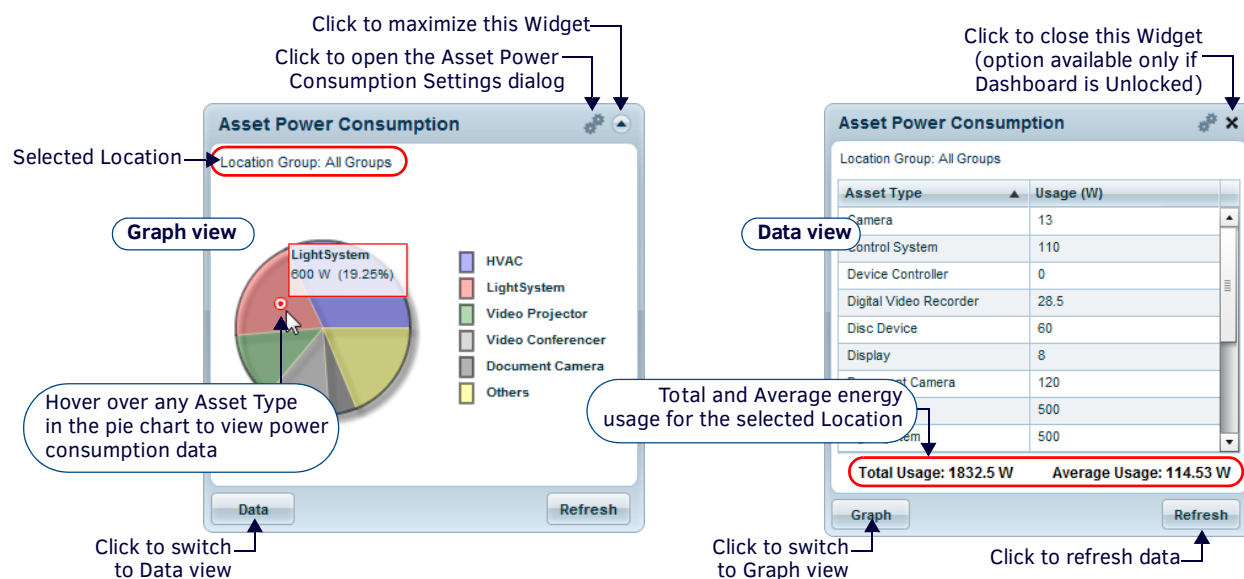 Click to maximize this Widget
Click to open the Asset Power
Consumption Settings dialog
Asset Power Consumption
Selected Location
Location Group: All Groups
Graph view
LightSystem
600 W (19.25%)
HVAC
LightSystem
Video Projector
Video Conferencer
Document Camera
Others
Hover over any Asset Type
in the pie chart to view power
consumption data
Data
Refresh
Click to switch
to Data view
Click to close this Widget
(option available only if
Dashboard is Unlocked)
Asset Power Consumption
Location Group: All Groups
Asset Type Usage (W)
Camera 13
Data view
Control System 110
Device Controller 0
Digital Video Recorder 28.5
Disc Device 60
Display 8
Camera 120
500
500
Total and Average energy
usage for the selected Location
Total Usage: 1832.5 W Average Usage: 114.53 W
Graph
Refresh
Click to switch
to Graph view
Click to refresh data